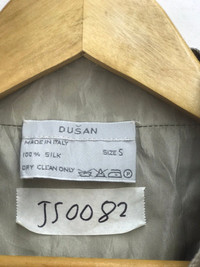 DUSAN
MADE IN ITALY
100% SILK SIZE S
DRY CLEAN ONLY
JS0082